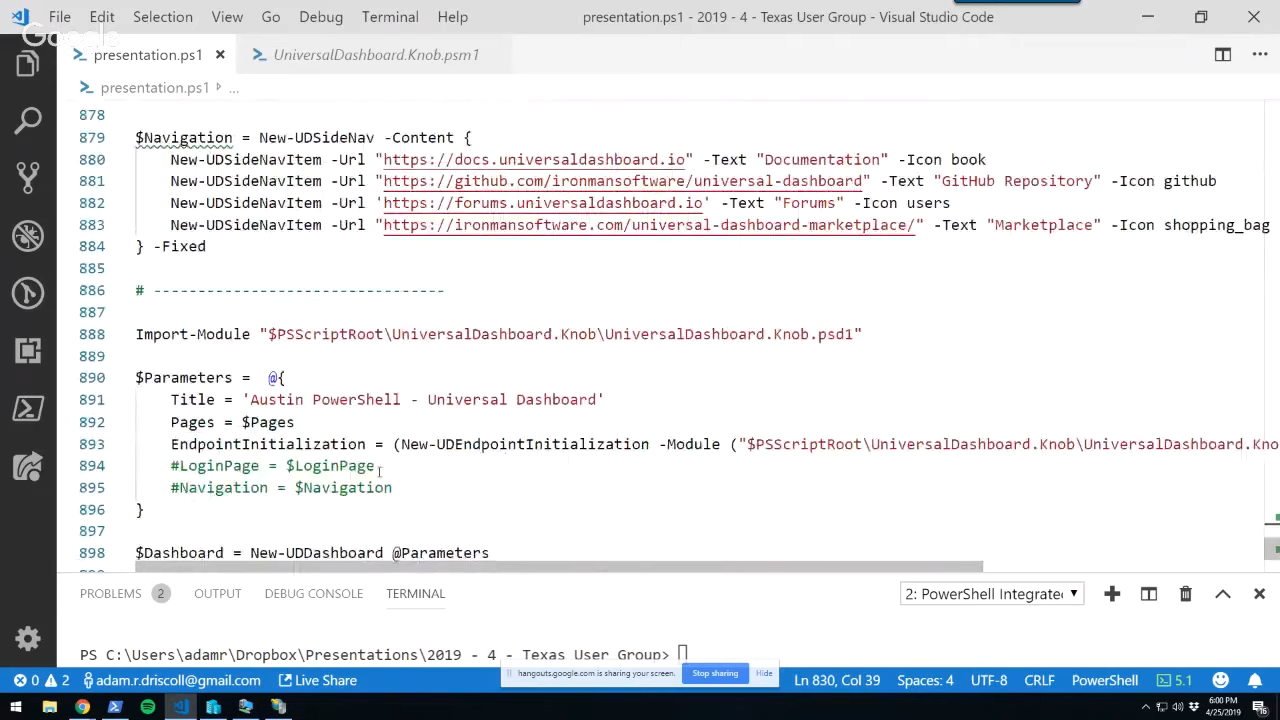 File Edit Selection View Go Debug Terminal Help
presentation.ps1 - 2019 - 4 - Texas User Group - Visual Studio Code
Google
presentation.ps1
UniversalDashboard.Knob.psm1
presentation.ps1 ...
878
879 $Navigation = New-UDSideNav -Content {
880 New-UDSideNavItem -Url "https://docs.universaldashboard.io" -Text "Documentation" -Icon book
881 New-UDSideNavItem -Url "https://github.com/ironmansoftware/universal-dashboard" -Text "GitHub Repository" -Icon github
882 New-UDSideNavItem -Url 'https://forums.universaldashboard.io' -Text "Forums" -Icon users
883 New-UDSideNavItem -Url "https://ironmansoftware.com/universal-dashboard-marketplace/" -Text "Marketplace" -Icon shopping_bag
884 } -Fixed
885
886 # ---------------------------------
887
888 Import-Module "$PSScriptRoot\UniversalDashboard.Knob\UniversalDashboard.Knob.psd1"
889
890 $Parameters = @{
891 Title = 'Austin PowerShell - Universal Dashboard'
892 Pages = $Pages
893 EndpointInitialization = (New-UDEndpointInitialization -Module ("$PSScriptRoot\UniversalDashboard.Knob\UniversalDashboard.Kno
894 #LoginPage = $LoginPage
895 #Navigation = $Navigation
896 }
897
898 $Dashboard = New-UDDashboard @Parameters
PROBLEMS 2 OUTPUT DEBUG CONSOLE TERMINAL
2: PowerShell Integrate
PS C:\Users\adamr\Dropbox\Presentations\2019 - 4 - Texas User Group>
hangouts.google.com is sharing your screen. Stop sharing Hide
0 2 adam.r.driscoll@gmail.com Live Share
Ln 830, Col 39 Spaces: 4 UTF-8 CRLF PowerShell 5.1
6:00 PM
4/25/2019
16